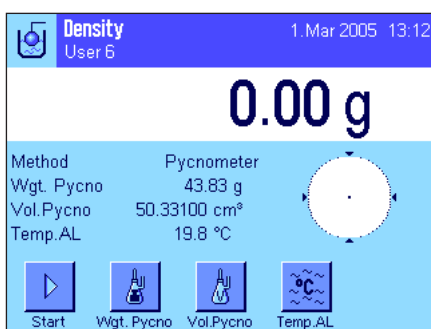 Density 1.Mar 2005 13:12
User 6
0.00 g
Method Pycnometer
Wgt. Pycno 43.83 g
Vol.Pycno 50.33100 cm³
Temp.AL 19.8 °C
°C
Start Wgt. Pycno Vol.Pycno Temp.AL